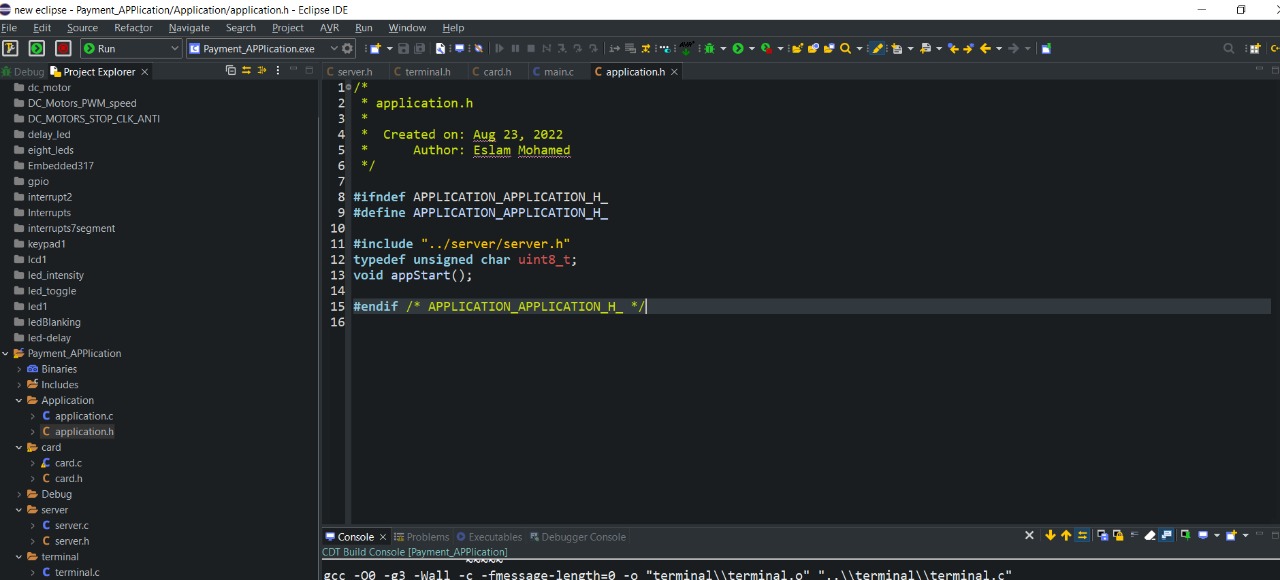 new eclipse - Payment_APPlication/Application/application.h - Eclipse IDE
File Edit Source Refactor Navigate Search Project AVR Run Window Help
Run Payment_APPlication.exe
Debug Project Explorer server.h terminal.h card.h main.c application.h
dc_motor
DC_Motors_PWM_speed
DC_MOTORS_STOP_CLK_ANTI
delay_led
eight_leds
Embedded317
gpio
interrupt2
Interrupts
interrupts7segment
keypad1
lcd1
led_intensity
led_toggle
led1
ledBlanking
led-delay
Payment_APPlication
Binaries
Includes
Application
application.c
application.h
card
card.c
card.h
Debug
server
server.c
server.h
terminal
terminal.c
1 /*
2 * application.h
3 *
4 * Created on: Aug 23, 2022
5 * Author: Eslam Mohamed
6 */
7
8 #ifndef APPLICATION_APPLICATION_H_
9 #define APPLICATION_APPLICATION_H_
10
11 #include "../server/server.h"
12 typedef unsigned char uint8_t;
13 void appStart();
14
15 #endif /* APPLICATION_APPLICATION_H_ */
16
Console Problems Executables Debugger Console
CDT Build Console [Payment_APPlication]
gcc -O0 -g3 -Wall -c -fmessage-length=0 -o "terminal\\terminal.o" "..\\terminal\\terminal.c"